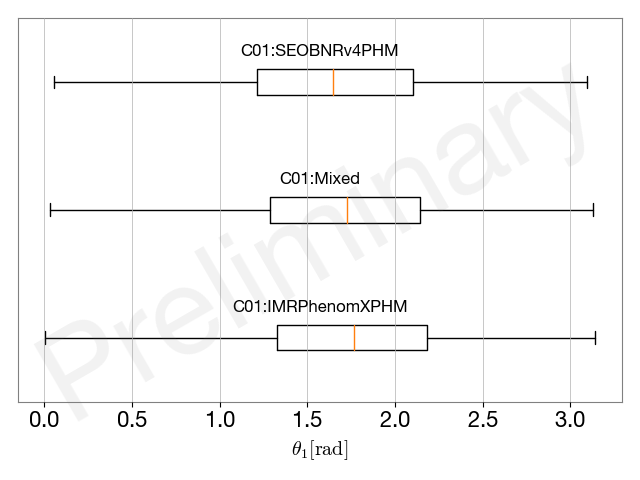 C01:SEOBNRv4PHM
C01:Mixed
C01:IMRPhenomXPHM
Preliminary
0.0 0.5 1.0 1.5 2.0 2.5 3.0
θ₁[rad]